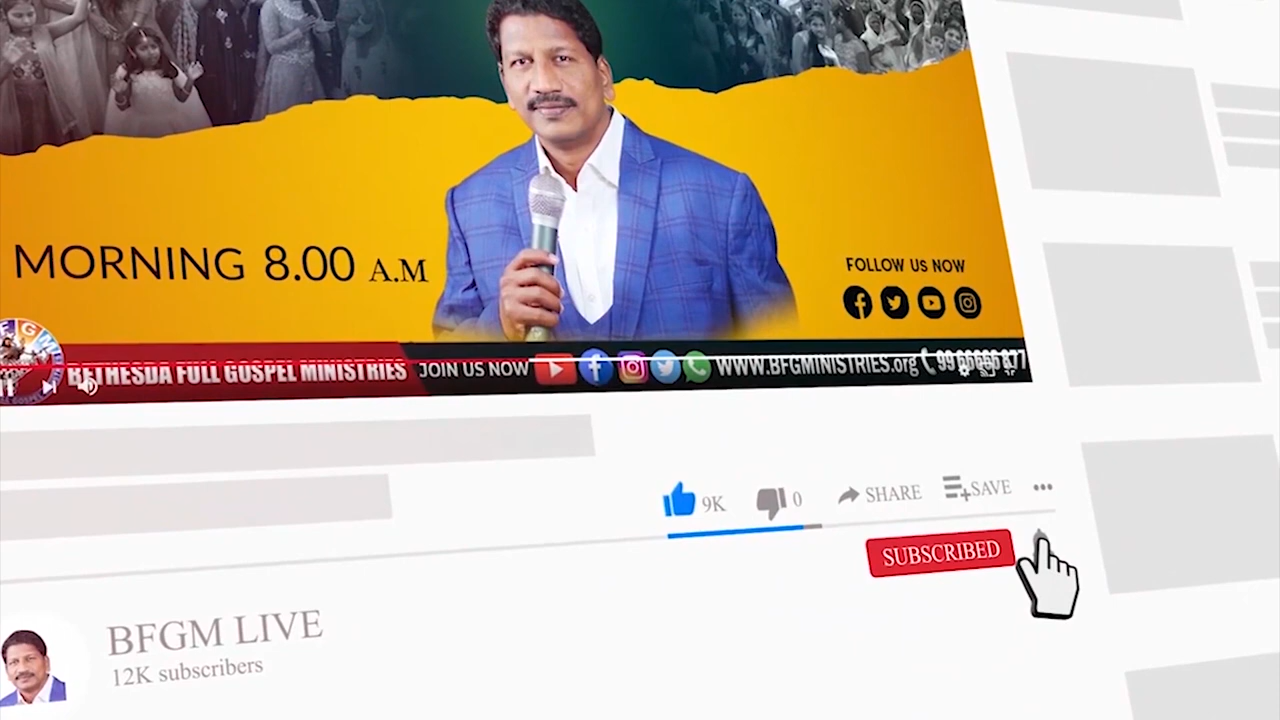 MORNING 8.00 A.M
FOLLOW US NOW
BETHESDA FULL GOSPEL MINISTRIES
JOIN US NOW
WWW.BFGMINISTRIES.org
9K
0
SHARE
SAVE
SUBSCRIBED
BFGM LIVE
12K subscribers